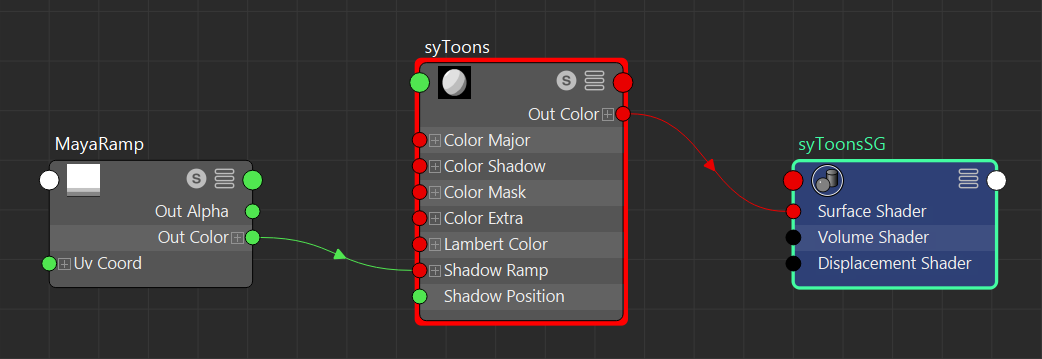 syToons
S
Out Color
Color Major
Color Shadow
Color Mask
Color Extra
Lambert Color
Shadow Ramp
Shadow Position
MayaRamp
S
Out Alpha
Out Color
Uv Coord
syToonsSG
Surface Shader
Volume Shader
Displacement Shader